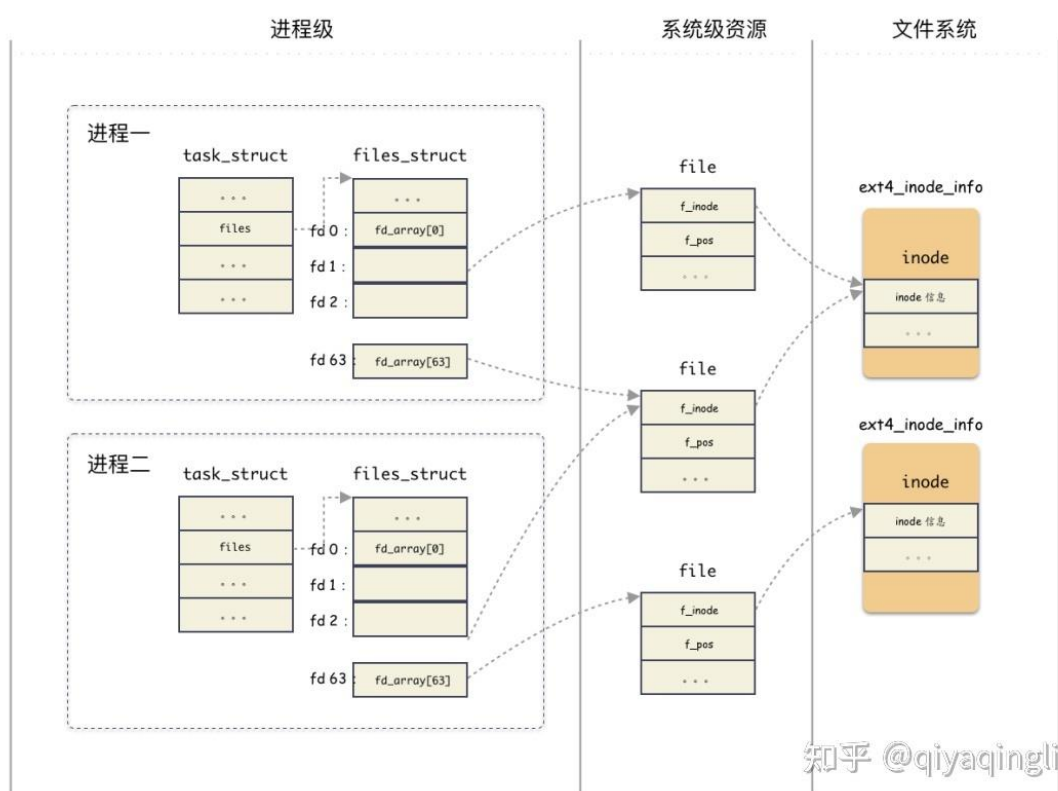 进程级
系统级资源
文件系统
进程一
task_struct
...
files
...
...
files_struct
...
fd 0 : fd_array[0]
fd 1 :
fd 2 :
fd 63 : fd_array[63]
进程二
task_struct
...
files
...
...
files_struct
...
fd 0 : fd_array[0]
fd 1 :
fd 2 :
fd 63 : fd_array[63]
file
f_inode
f_pos
...
file
f_inode
f_pos
...
file
f_inode
f_pos
...
ext4_inode_info
inode
inode 信息
...
ext4_inode_info
inode
inode 信息
...
知乎 @qiyaqingli